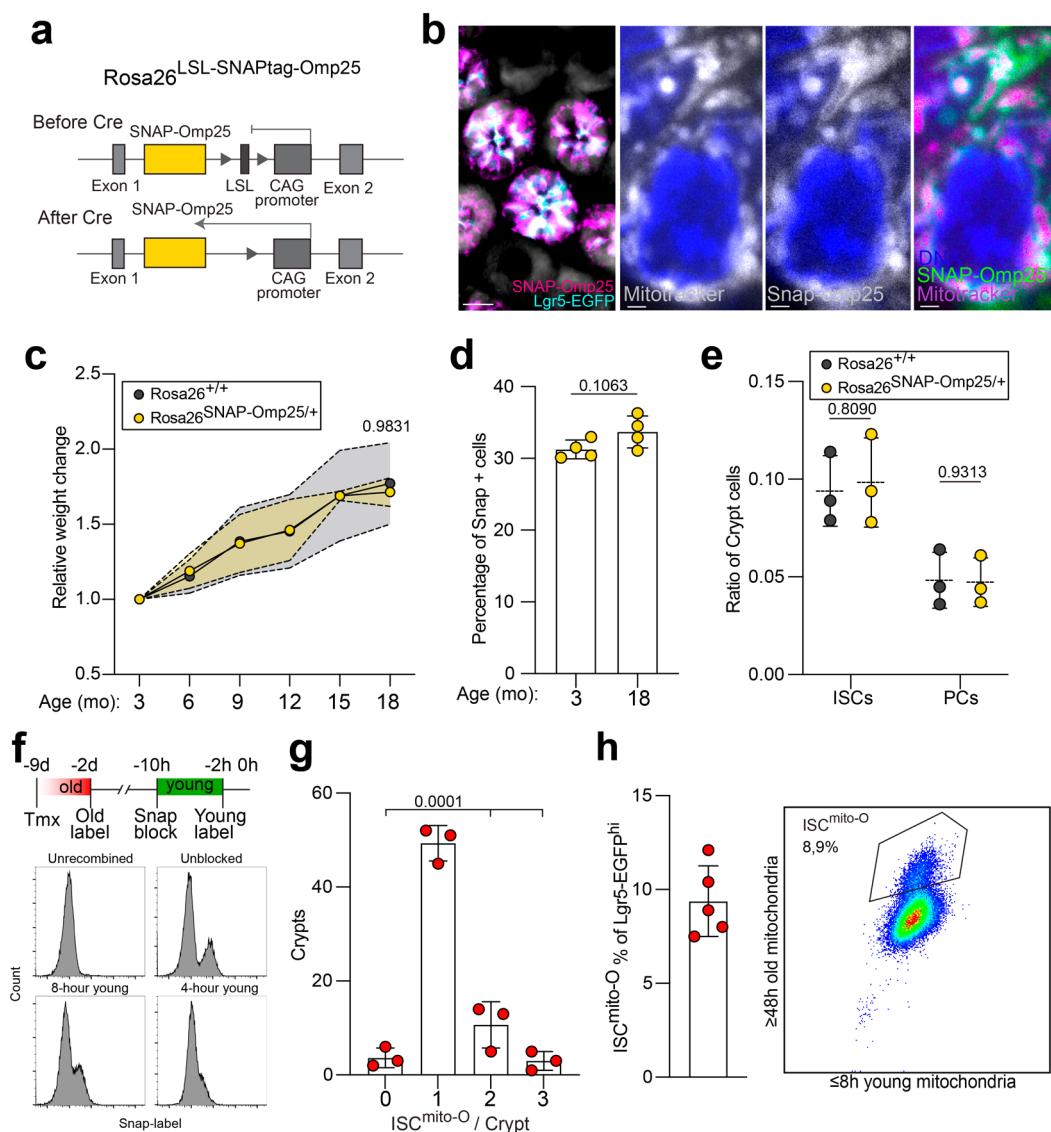 a
Rosa26LSL-SNAPtag-Omp25
Before Cre
SNAP-Omp25
Exon 1
LSL
CAG promoter
Exon 2
After Cre
SNAP-Omp25
Exon 1
CAG promoter
Exon 2
b
SNAP-Omp25
Lgr5-EGFP
Mitotracker
Snap-omp25
DN
SNAP-Omp25
Mitotracker
c
Relative weight change
2.5
2.0
1.5
1.0
0.5
Rosa26+/+
Rosa26SNAP-Omp25/+
0.9831
Age (mo): 3 6 9 12 15 18
d
Percentage of Snap + cells
40
30
20
10
0
0.1063
Age (mo): 3 18
e
Ratio of Crypt cells
0.15
0.10
0.05
0.00
Rosa26+/+
Rosa26SNAP-Omp25/+
0.8090
0.9313
ISCs PCs
f
-9d -2d -10h -2h 0h
old young
Tmx
Old label
Snap block
Young label
Unrecombined
Unblocked
8-hour young
4-hour young
Count
Snap-label
g
Crypts
60
40
20
0
0.0001
0 1 2 3
ISCmito-O / Crypt
h
ISCmito-O % of Lgr5-EGFPhi
15
10
5
0
ISCmito-O
8,9%
≥48h old mitochondria
≤8h young mitochondria